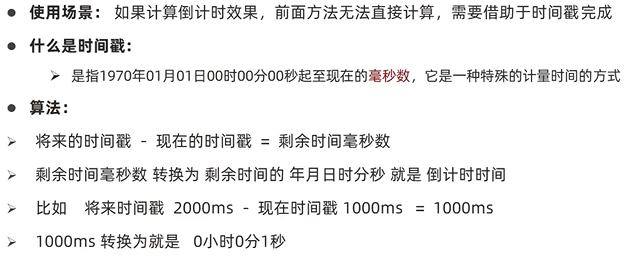 ● 使用场景： 如果计算倒计时效果，前面方法无法直接计算，需要借助于时间戳完成
● 什么是时间戳：
➢ 是指1970年01月01日00时00分00秒起至现在的毫秒数，它是一种特殊的计量时间的方式
● 算法：
➢ 将来的时间戳 - 现在的时间戳 = 剩余时间毫秒数
➢ 剩余时间毫秒数 转换为 剩余时间的 年月日时分秒 就是 倒计时时间
➢ 比如 将来时间戳 2000ms - 现在时间戳 1000ms = 1000ms
➢ 1000ms 转换为就是 0小时0分1秒